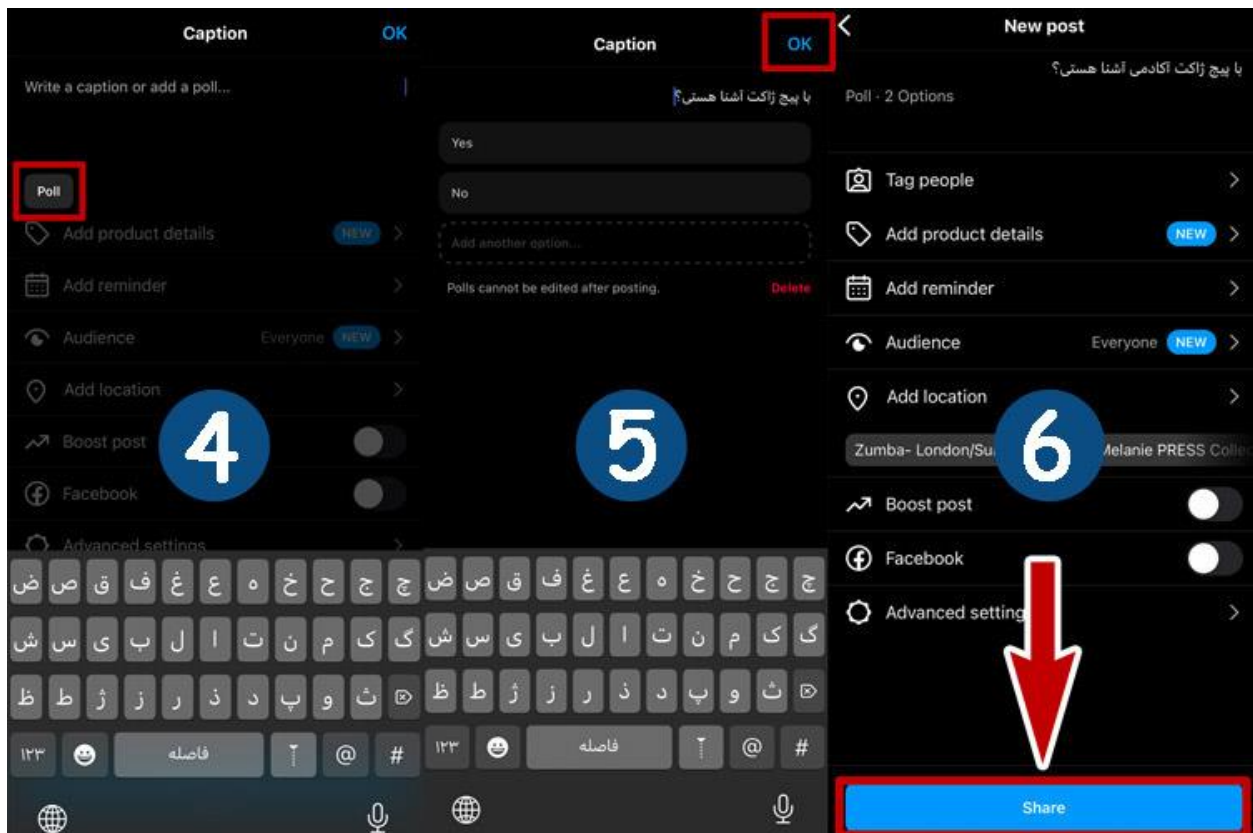 Caption
OK
Write a caption or add a poll...
Poll
Add product details
NEW
Add reminder
Audience
Everyone
NEW
Add location
Boost post
Facebook
Advanced settings
4
ض ص ق ف غ ع ه خ ح ج چ
ش س ی ب ل ا ت ن م ک گ
ظ ط ژ ز ر ذ د پ و ث
۱۲۳
فاصله
@
#
Caption
OK
با پیج ژاکت آشنا هستی؟
Yes
No
Add another option...
Polls cannot be edited after posting.
Delete
5
ض ص ق ف غ ع ه خ ح ج چ
ش س ی ب ل ا ت ن م ک گ
ظ ط ژ ز ر ذ د پ و ث
۱۲۳
فاصله
@
#
New post
با پیج ژاکت آکادمی آشنا هستی؟
Poll · 2 Options
Tag people
Add product details
NEW
Add reminder
Audience
Everyone
NEW
Add location
Zumba- London/Su
Melanie PRESS Colle
6
Boost post
Facebook
Advanced setting
Share